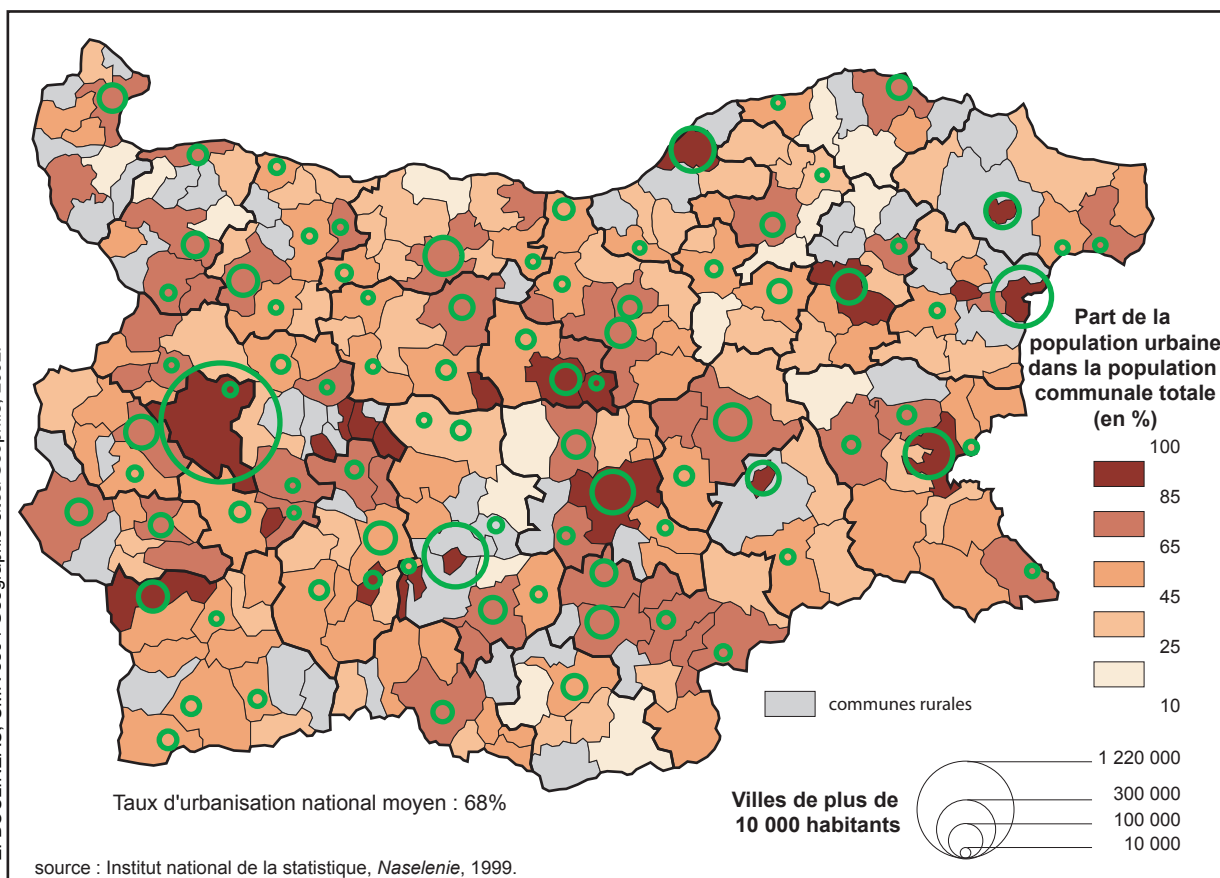 Part de la
population urbaine
dans la population
communale totale
(en %)
100
85
65
45
25
10
communes rurales
Villes de plus de
10 000 habitants
1 220 000
300 000
100 000
10 000
Taux d'urbanisation national moyen : 68%
source : Institut national de la statistique, Naselenie, 1999.